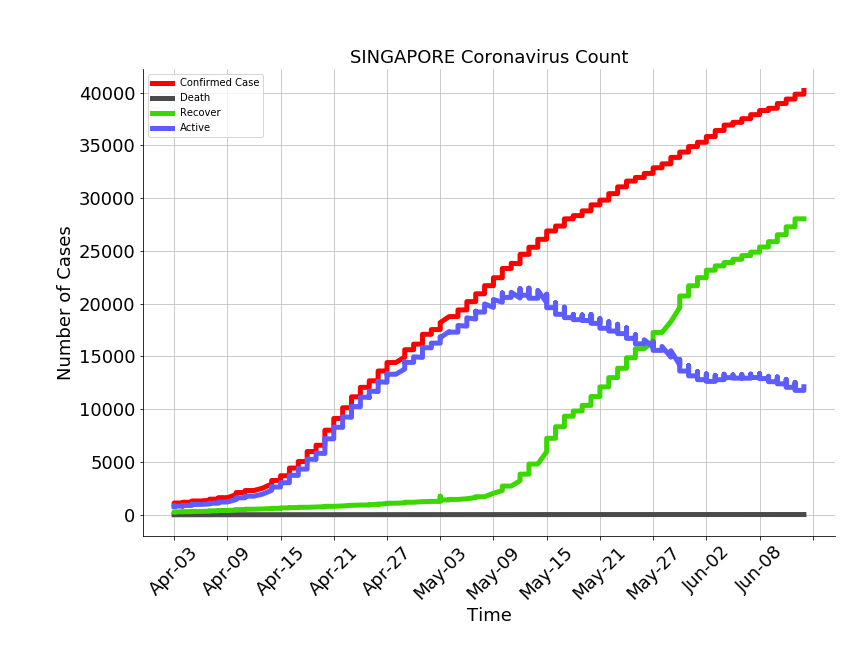 SINGAPORE Coronavirus Count
Confirmed Case
Death
Recover
Active
Number of Cases
40000
35000
30000
25000
20000
15000
10000
5000
0
Apr-03
Apr-09
Apr-15
Apr-21
Apr-27
May-03
May-09
May-15
May-21
May-27
Jun-02
Jun-08
Time